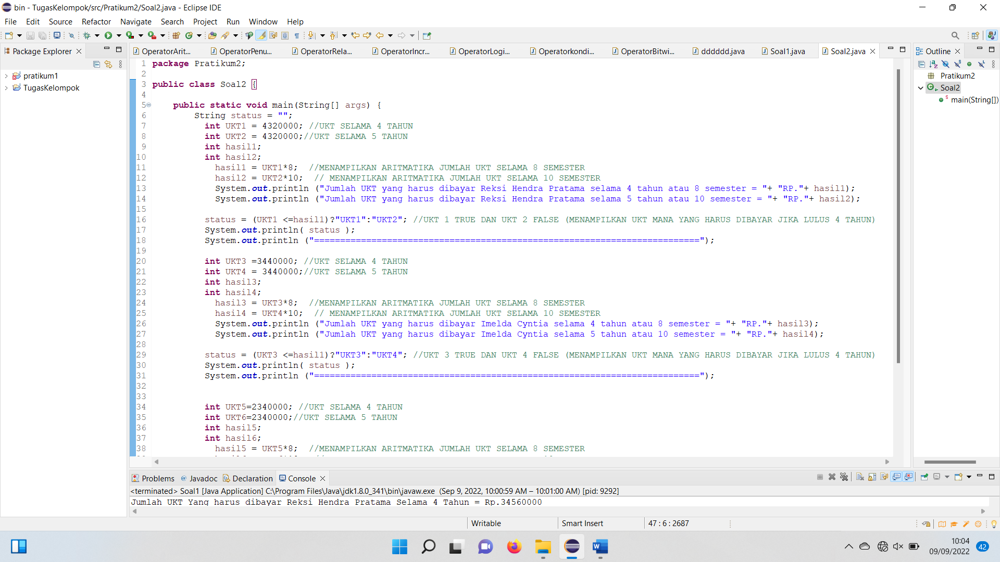 bin - TugasKelompok/src/Pratikum2/Soal2.java - Eclipse IDE
File Edit Source Refactor Navigate Search Project Run Window Help
Package Explorer
OperatorArit... OperatorPenu... OperatorRela... OperatorIncr... OperatorLogi... Operatorkondi... OperatorBitwi... dddddd.java Soal1.java Soal2.java
Outline
pratikum1
TugasKelompok
Pratikum2
Soal2
main(String[])
1 package Pratikum2;
2
3 public class Soal2 {
4
5 public static void main(String[] args) {
6 String status = "";
7 int UKT1 = 4320000; //UKT SELAMA 4 TAHUN
8 int UKT2 = 4320000;//UKT SELAMA 5 TAHUN
9 int hasil1;
10 int hasil2;
11 hasil1 = UKT1*8; //MENAMPILKAN ARITMATIKA JUMLAH UKT SELAMA 8 SEMESTER
12 hasil2 = UKT2*10; // MENAMPILKAN ARITMATIKA JUMLAH UKT SELAMA 10 SEMESTER
13 System.out.println ("Jumlah UKT yang harus dibayar Reksi Hendra Pratama selama 4 tahun atau 8 semester = "+ "RP."+ hasil1);
14 System.out.println ("Jumlah UKT yang harus dibayar Reksi Hendra Pratama selama 5 tahun atau 10 semester = "+ "RP."+ hasil2);
15
16 status = (UKT1 <=hasil1)?"UKT1":"UKT2"; //UKT 1 TRUE DAN UKT 2 FALSE (MENAMPILKAN UKT MANA YANG HARUS DIBAYAR JIKA LULUS 4 TAHUN)
17 System.out.println( status );
18 System.out.println ("==========================================================================");
19
20 int UKT3 =3440000; //UKT SELAMA 4 TAHUN
21 int UKT4 = 3440000;//UKT SELAMA 5 TAHUN
22 int hasil3;
23 int hasil4;
24 hasil3 = UKT3*8; //MENAMPILKAN ARITMATIKA JUMLAH UKT SELAMA 8 SEMESTER
25 hasil4 = UKT4*10; // MENAMPILKAN ARITMATIKA JUMLAH UKT SELAMA 10 SEMESTER
26 System.out.println ("Jumlah UKT yang harus dibayar Imelda Cyntia selama 4 tahun atau 8 semester = "+ "RP."+ hasil3);
27 System.out.println ("Jumlah UKT yang harus dibayar Imelda Cyntia selama 5 tahun atau 10 semester = "+ "RP."+ hasil4);
28
29 status = (UKT3 <=hasil1)?"UKT3":"UKT4"; //UKT 3 TRUE DAN UKT 4 FALSE (MENAMPILKAN UKT MANA YANG HARUS DIBAYAR JIKA LULUS 4 TAHUN)
30 System.out.println( status );
31 System.out.println ("==========================================================================");
32
33
34 int UKT5=2340000; //UKT SELAMA 4 TAHUN
35 int UKT6=2340000;//UKT SELAMA 5 TAHUN
36 int hasil5;
37 int hasil6;
38 hasil5 = UKT5*8; //MENAMPILKAN ARITMATIKA JUMLAH UKT SELAMA 8 SEMESTER
Problems Javadoc Declaration Console
<terminated> Soal1 [Java Application] C:\Program Files\Java\jdk1.8.0_341\bin\javaw.exe (Sep 9, 2022, 10:00:59 AM – 10:01:00 AM) [pid: 9292]
Jumlah UKT Yang harus dibayar Reksi Hendra Pratama Selama 4 Tahun = Rp.34560000
Writable Smart Insert 47 : 6 : 2687
10:04
09/09/2022
42